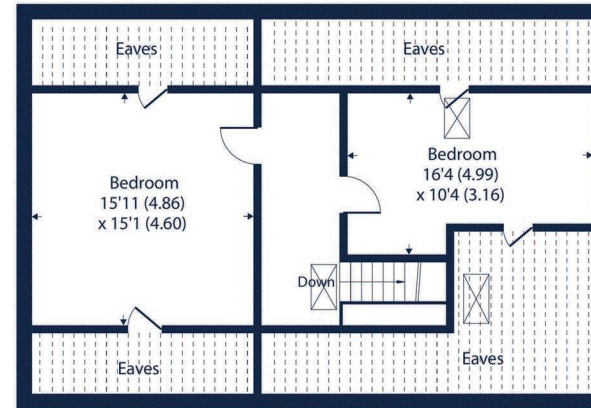 Eaves
Eaves
Bedroom
15'11 (4.86)
x 15'1 (4.60)
Bedroom
16'4 (4.99)
x 10'4 (3.16)
Down
Eaves
Eaves